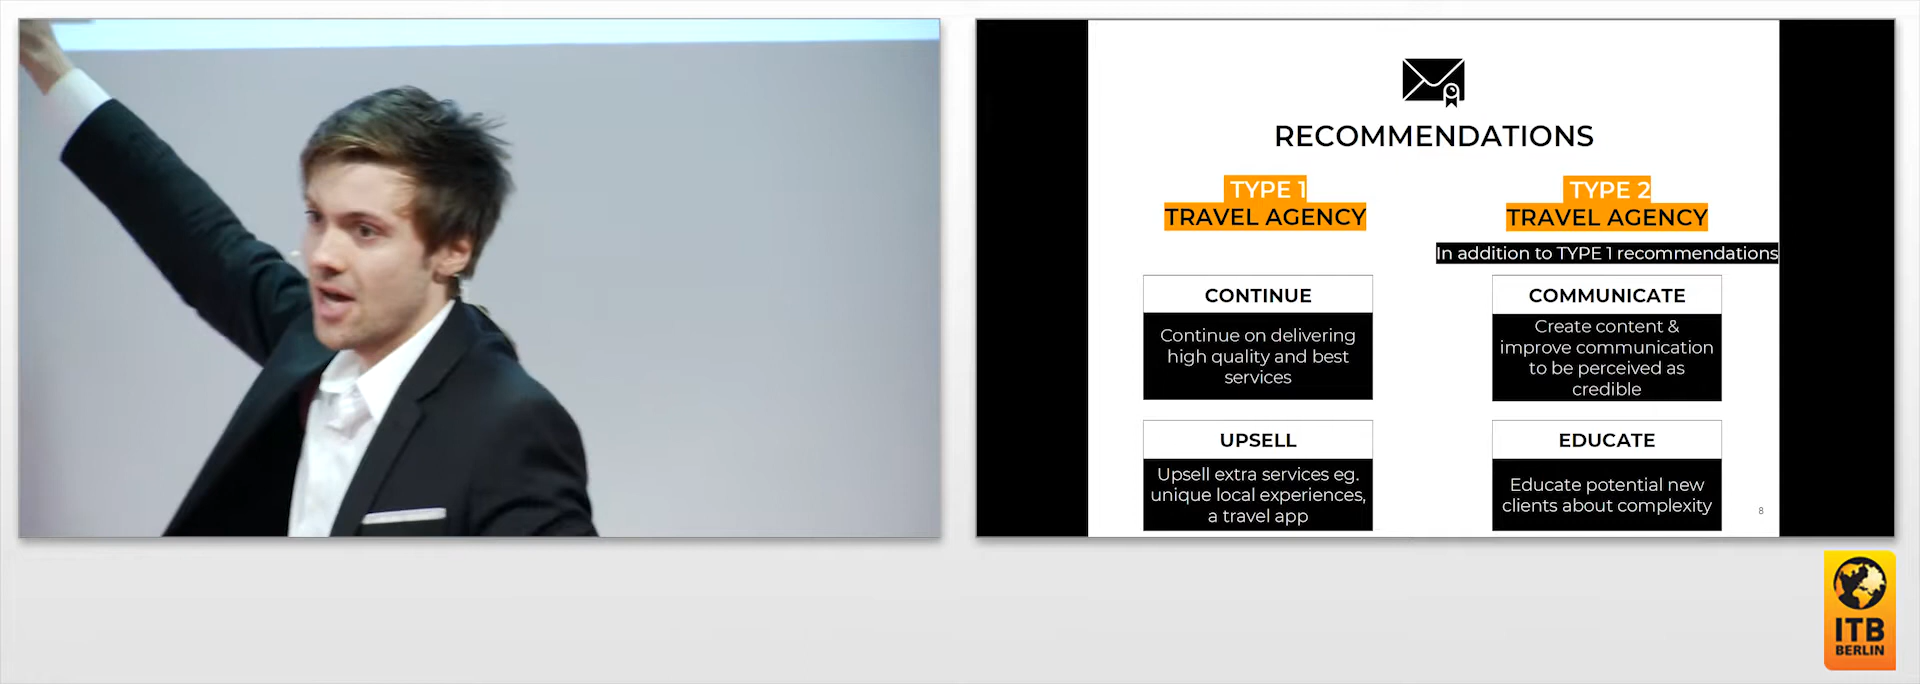 RECOMMENDATIONS
TYPE 1
TRAVEL AGENCY
CONTINUE
Continue on delivering
high quality and best
services
UPSELL
Upsell extra services eg.
unique local experiences,
a travel app
TYPE 2
TRAVEL AGENCY
In addition to TYPE 1 recommendations
COMMUNICATE
Create content &
improve communication
to be perceived as
credible
EDUCATE
Educate potential new
clients about complexity
8
ITB
BERLIN